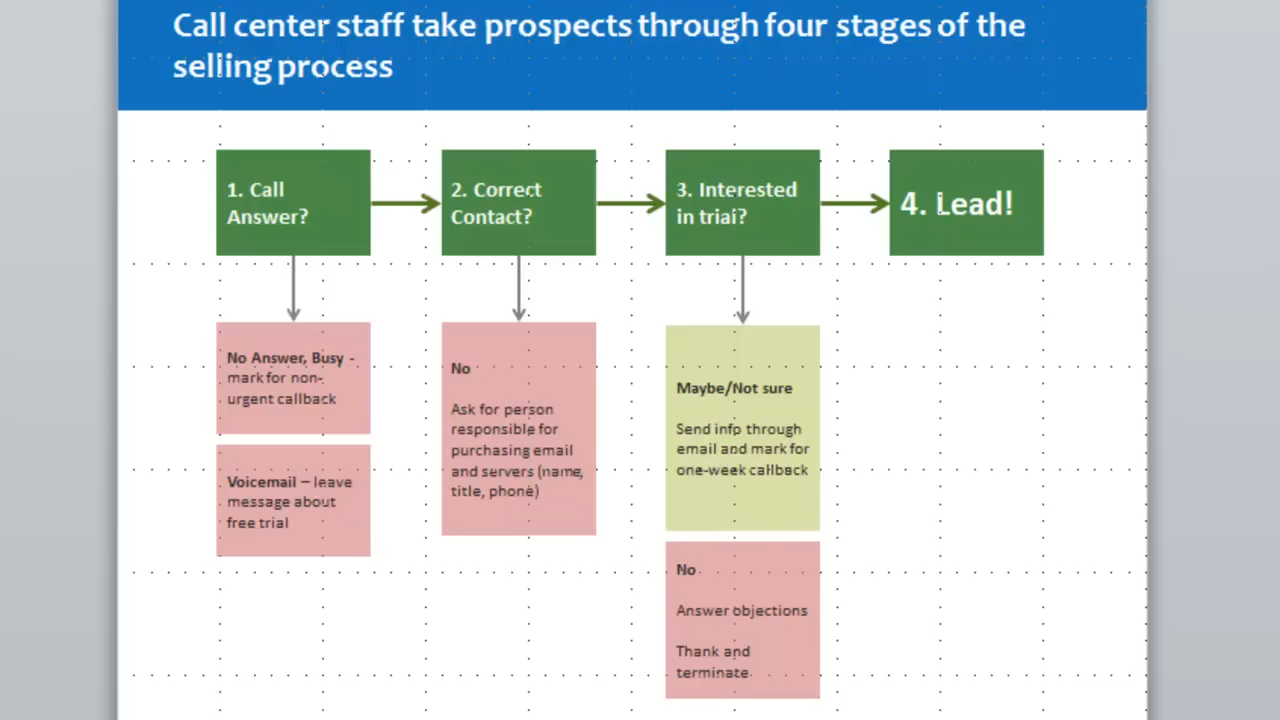 Call center staff take prospects through four stages of the
selling process
1. Call
Answer?
2. Correct
Contact?
3. Interested
in trial?
4. Lead!
No Answer, Busy -
mark for non-
urgent callback
Voicemail – leave
message about
free trial
No
Ask for person
responsible for
purchasing email
and servers (name,
title, phone)
Maybe/Not sure
Send info through
email and mark for
one-week callback
No
Answer objections
Thank and
terminate